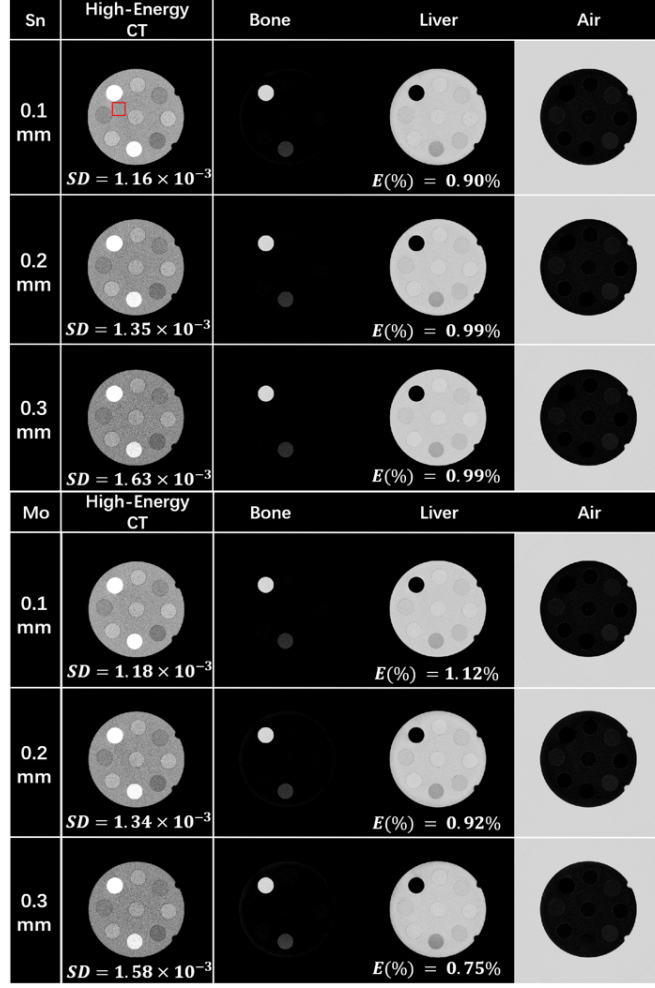 Sn High-Energy CT Bone Liver Air
0.1 mm
SD = 1.16 × 10⁻³ E(%) = 0.90%
0.2 mm
SD = 1.35 × 10⁻³ E(%) = 0.99%
0.3 mm
SD = 1.63 × 10⁻³ E(%) = 0.99%
Mo High-Energy CT Bone Liver Air
0.1 mm
SD = 1.18 × 10⁻³ E(%) = 1.12%
0.2 mm
SD = 1.34 × 10⁻³ E(%) = 0.92%
0.3 mm
SD = 1.58 × 10⁻³ E(%) = 0.75%